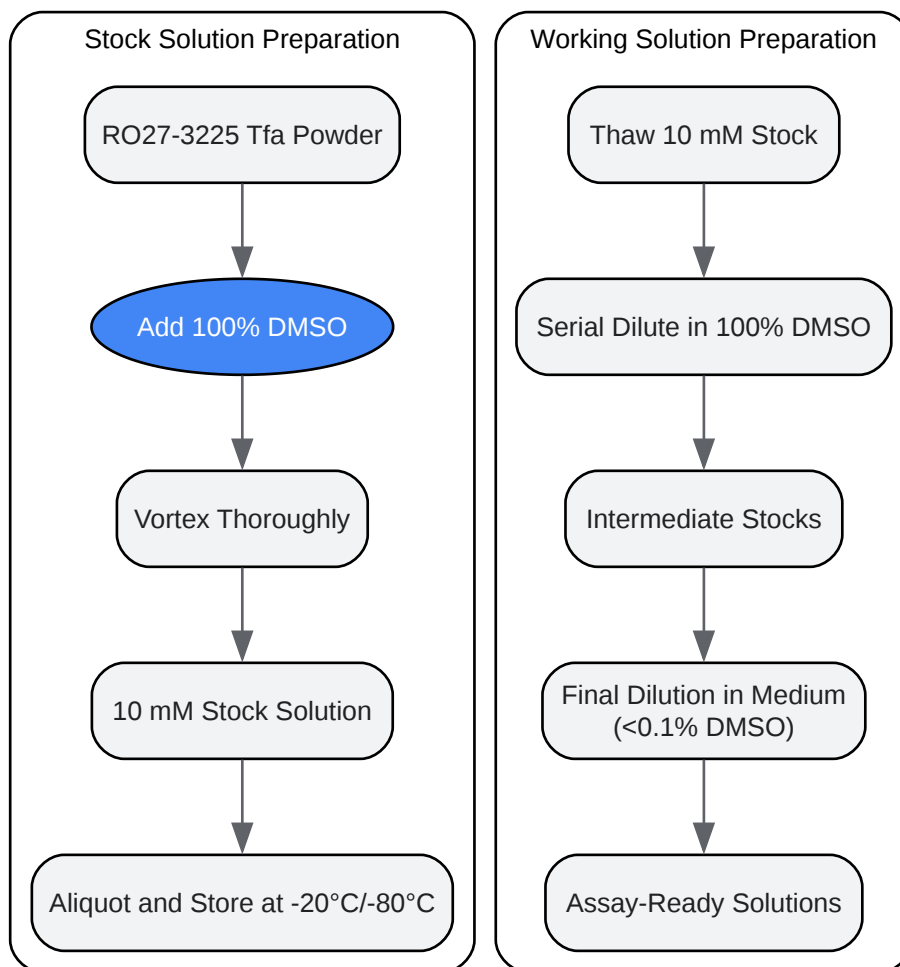 Stock Solution Preparation
RO27-3225 Tfa Powder
Add 100% DMSO
Vortex Thoroughly
10 mM Stock Solution
Aliquot and Store at -20°C/-80°C
Working Solution Preparation
Thaw 10 mM Stock
Serial Dilute in 100% DMSO
Intermediate Stocks
Final Dilution in Medium
(<0.1% DMSO)
Assay-Ready Solutions